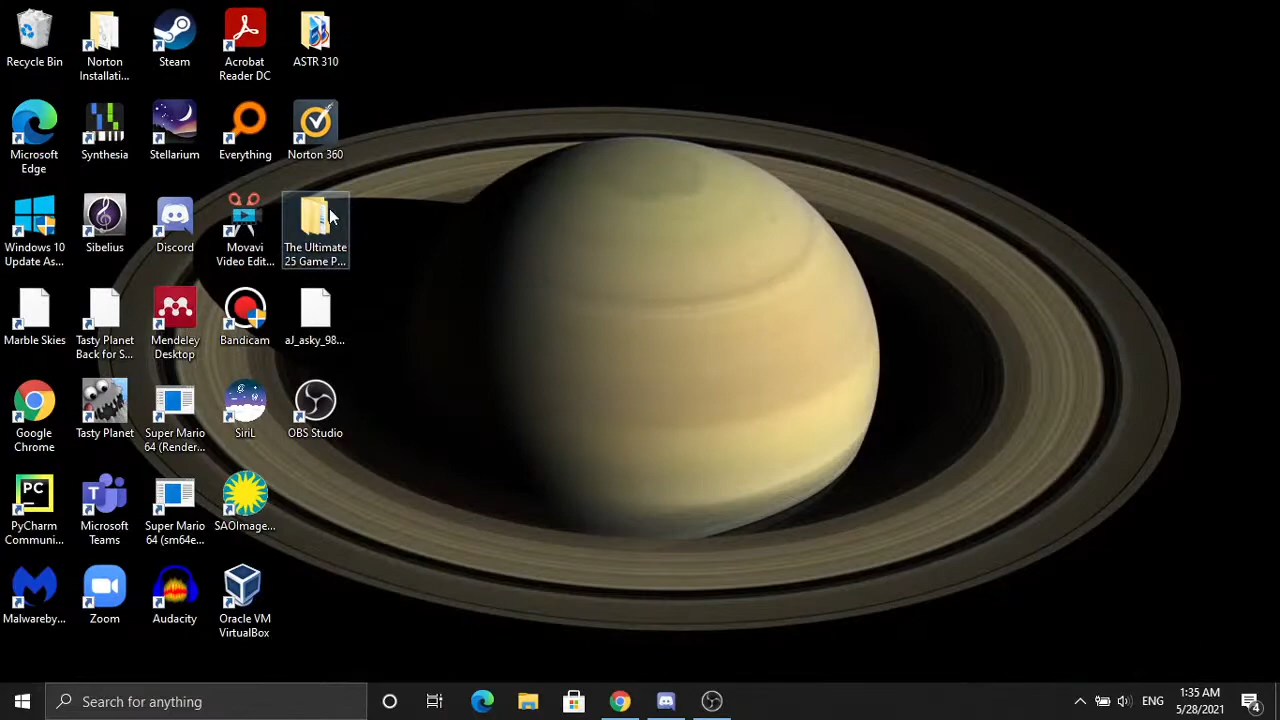 Recycle Bin
Norton
Installati...
Steam
Acrobat
Reader DC
ASTR 310
Microsoft
Edge
Synthesia
Stellarium
Everything
Norton 360
Windows 10
Update As...
Sibelius
Discord
Movavi
Video Edit...
The Ultimate
25 Game P...
Marble Skies
Tasty Planet
Back for S...
Mendeley
Desktop
Bandicam
aJ_asky_98...
Google
Chrome
Tasty Planet
Super Mario
64 (Render...
SiriL
OBS Studio
PC
PyCharm
Communi...
Microsoft
Teams
Super Mario
64 (sm64e...
SAOImage...
Malwareby...
Zoom
Audacity
Oracle VM
VirtualBox
Search for anything
ENG
1:35 AM
5/28/2021
4